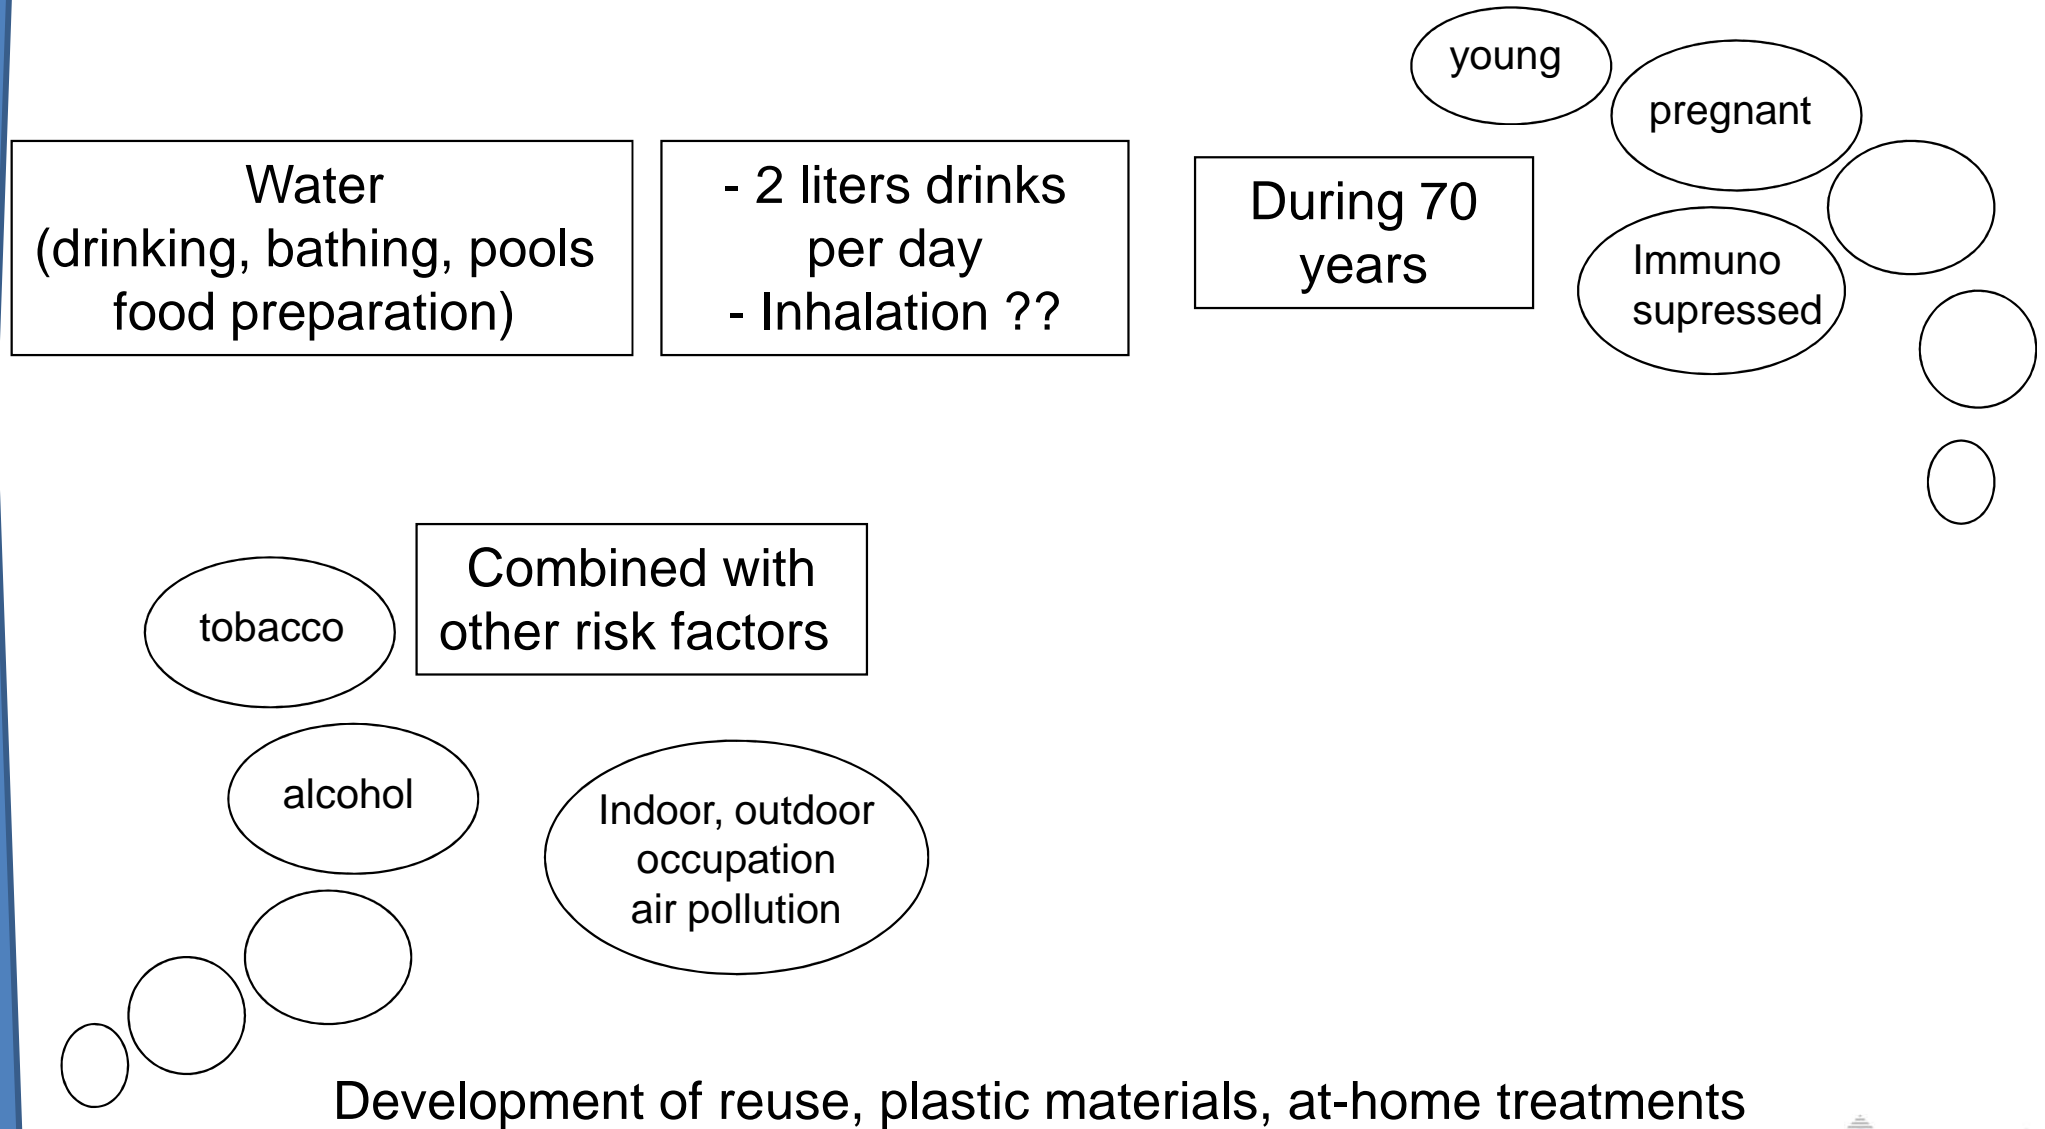 young
pregnant
Water
(drinking, bathing, pools
food preparation)
- 2 liters drinks
per day
- Inhalation ??
During 70
years
Immuno
supressed
Combined with
other risk factors
tobacco
alcohol
Indoor, outdoor
occupation
air pollution
Development of reuse, plastic materials, at-home treatments